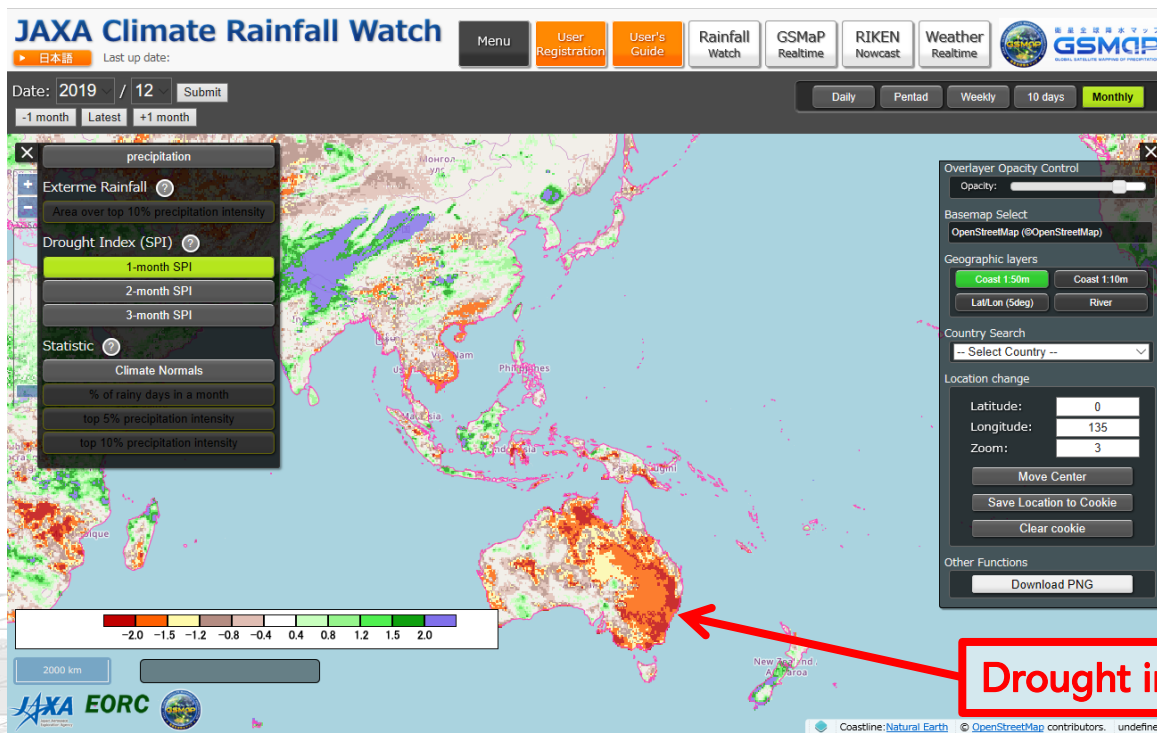 JAXA Climate Rainfall Watch
日本語
Last up date:
Menu
User Registration
User's Guide
Rainfall Watch
GSMaP Realtime
RIKEN Nowcast
Weather Realtime
GSMaP
GSMaP
Date: 2019 / 12 Submit
-1 month Latest +1 month
Daily Pentad Weekly 10 days Monthly
precipitation
Exterme Rainfall ?
Area over top 10% precipitation intensity
Drought Index (SPI) ?
1-month SPI
2-month SPI
3-month SPI
Statistic ?
Climate Normals
% of rainy days in a month
top 5% precipitation intensity
top 10% precipitation intensity
Монгол
улс
Philippines
Malaysia
Overlayer Opacity Control
Opacity:
Basemap Select
OpenStreetMap (©OpenStreetMap)
Geographic layers
Coast 1:50m Coast 1:10m
Lat/Lon (5deg) River
Country Search
-- Select Country --
Location change
Latitude: 0
Longitude: 135
Zoom: 3
Move Center
Save Location to Cookie
Clear cookie
Other Functions
Download PNG
-2.0 -1.5 -1.2 -0.8 -0.4 0.4 0.8 1.2 1.5 2.0
2000 km
New Zealand
Aotearoa
Drought i
JAXA EORC
Coastline:Natural Earth © OpenStreetMap contributors. undefine